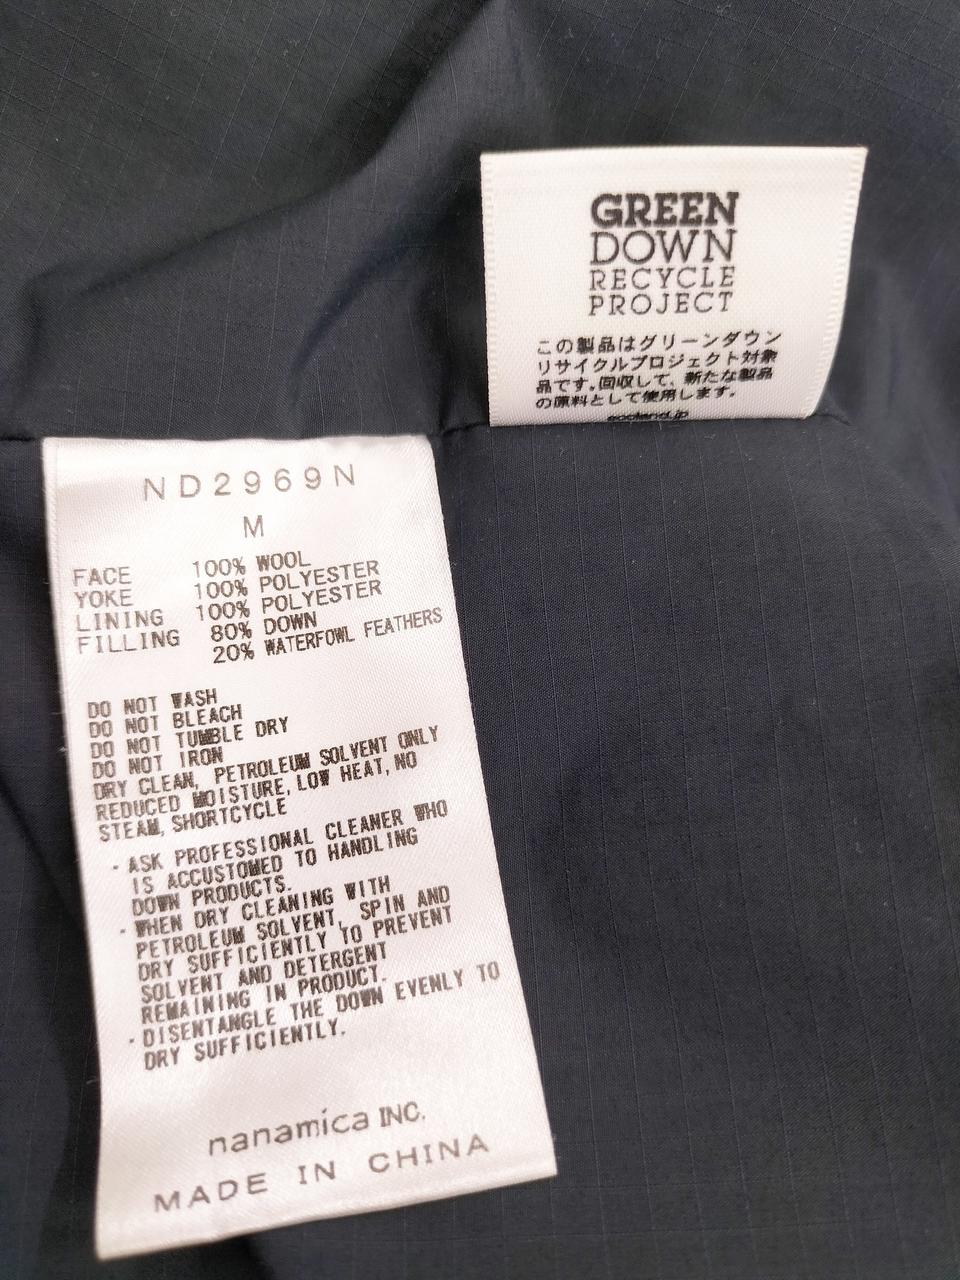 GREEN
DOWN
RECYCLE
PROJECT
この製品はグリーンダウン
リサイクルプロジェクト対象
品です。回収して、新たな製品
の原料として使用します。
ecoland.jp
ND2969N
M
FACE 100% WOOL
YOKE 100% POLYESTER
LINING 100% POLYESTER
FILLING 80% DOWN
20% WATERFOWL FEATHERS
DO NOT WASH
DO NOT BLEACH
DO NOT TUMBLE DRY
DO NOT IRON
DRY CLEAN, PETROLEUM SOLVENT ONLY
REDUCED MOISTURE, LOW HEAT, NO
STEAM, SHORTCYCLE
・ASK PROFESSIONAL CLEANER WHO
IS ACCUSTOMED TO HANDLING
DOWN PRODUCTS.
・WHEN DRY CLEANING WITH
PETROLEUM SOLVENT, SPIN AND
DRY SUFFICIENTLY TO PREVENT
SOLVENT AND DETERGENT
REMAINING IN PRODUCT.
・DISENTANGLE THE DOWN EVENLY TO
DRY SUFFICIENTLY.
nanamica INC.
MADE IN CHINA